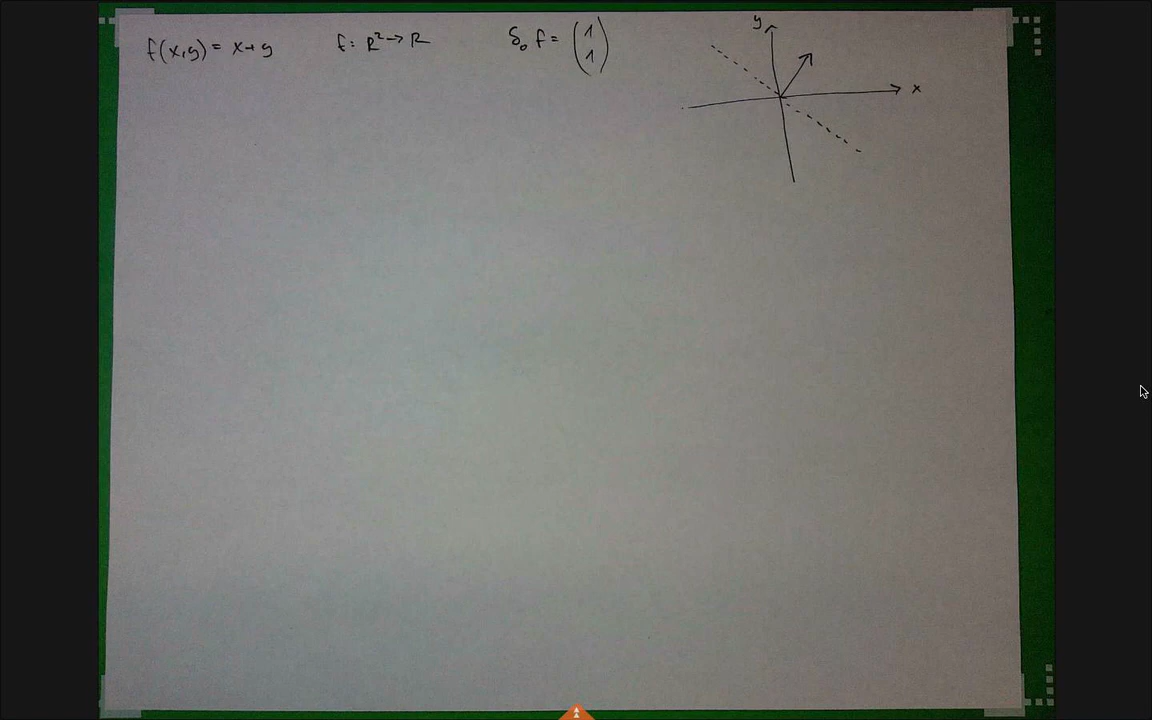 f(x,y) = x+y f: R² → R δ₀ f = (1 1)
y
x